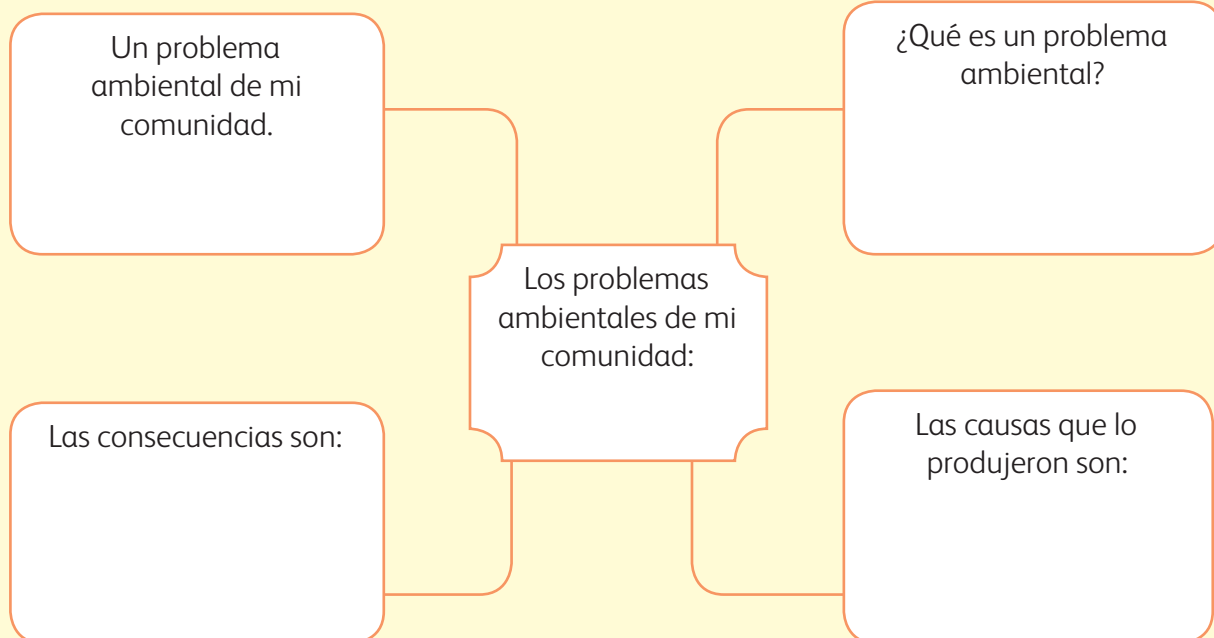 Un problema
ambiental de mi
comunidad.
¿Qué es un problema
ambiental?
Los problemas
ambientales de mi
comunidad:
Las consecuencias son:
Las causas que lo
produjeron son: